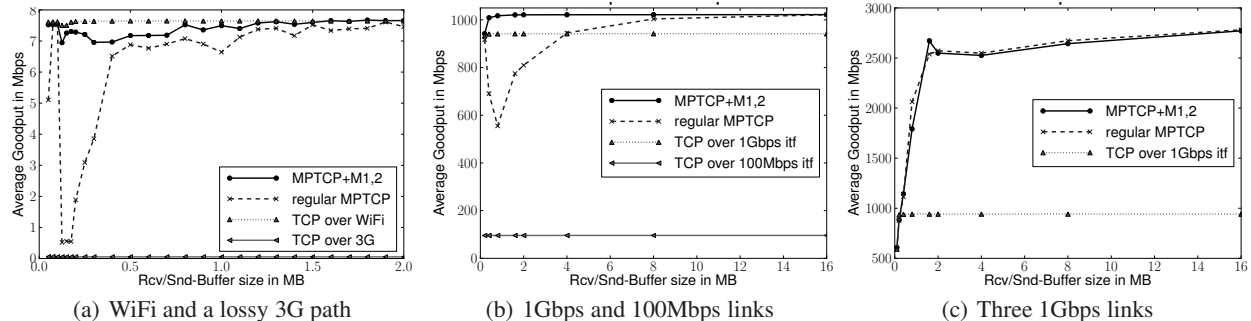 8
7
6
5
4
3
2
1
0
0.0
0.5
1.0
1.5
2.0
Average Goodput in Mbps
Rcv/Snd-Buffer size in MB
MPTCP+M1,2
regular MPTCP
TCP over WiFi
TCP over 3G
(a) WiFi and a lossy 3G path
1000
800
600
400
200
0
0
2
4
6
8
10
12
14
16
Average Goodput in Mbps
Rcv/Snd-Buffer size in MB
MPTCP+M1,2
regular MPTCP
TCP over 1Gbps itf
TCP over 100Mbps itf
(b) 1Gbps and 100Mbps links
3000
2500
2000
1500
1000
500
0
2
4
6
8
10
12
14
16
Average Goodput in Mbps
Rcv/Snd-Buffer size in MB
MPTCP+M1,2
regular MPTCP
TCP over 1Gbps itf
(c) Three 1Gbps links